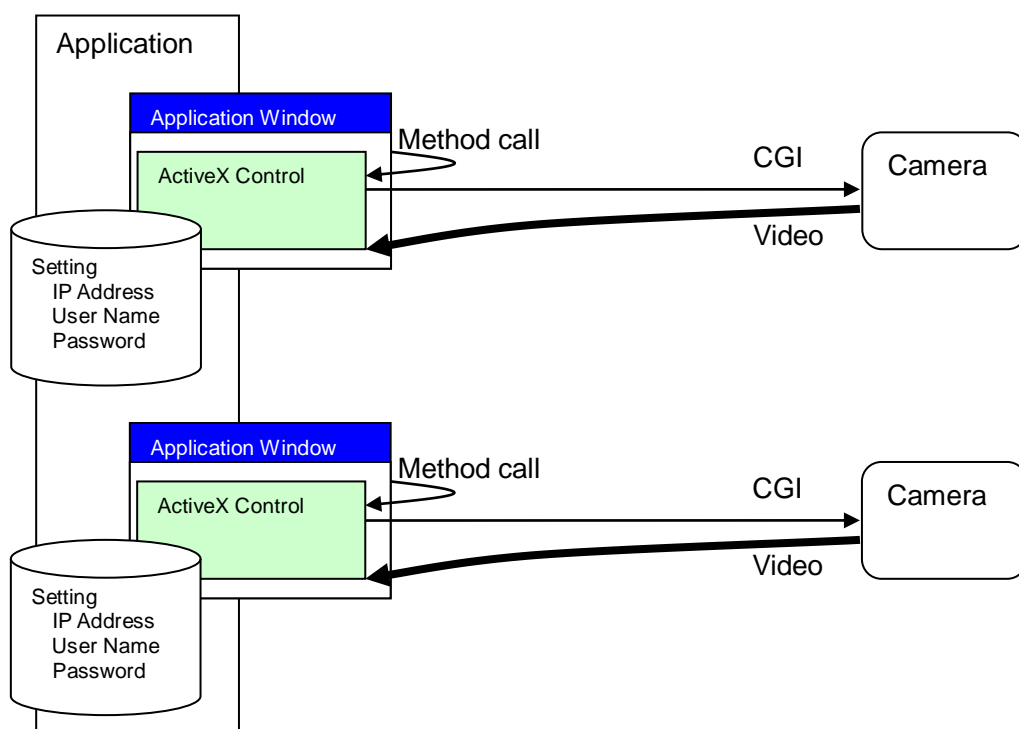 Application
Application Window
Method call
ActiveX Control
CGI
Camera
Video
Setting
IP Address
User Name
Password
Application Window
Method call
ActiveX Control
CGI
Camera
Video
Setting
IP Address
User Name
Password